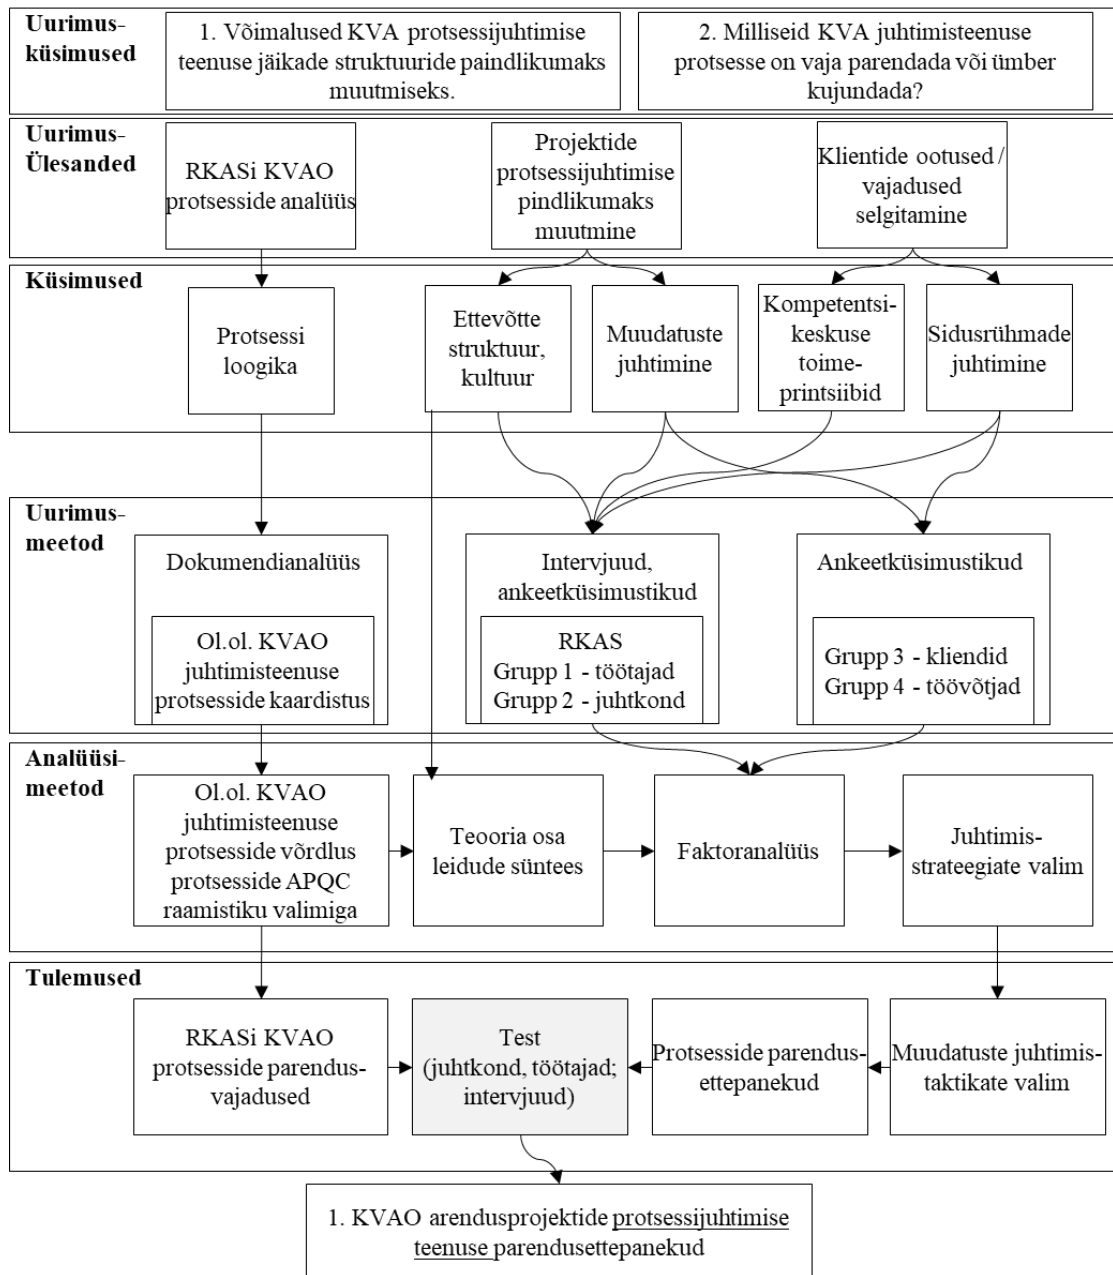 Uurimus-
küsimused
1. Võimalused KVA protsessijuhtimise
teenuse jäikade struktuuride paindlikumaks
muutmiseks.
2. Milliseid KVA juhtimisteenuse
protsesse on vaja parendada või ümber
kujundada?
Uurimus-
Ülesanded
RKASi KVAO
protsesside analüüs
Projektide
protsessijuhtimise
pindlikumaks
muutmine
Klientide ootused /
vajadused
selgitamine
Küsimused
Protsessi
loogika
Ettevõtte
struktuur,
kultuur
Muudatuste
juhtimine
Kompetentsi-
keskuse
toime-
printsiibid
Sidusrühmade
juhtimine
Uurimus-
meetod
Dokumendianalüüs
Ol.ol. KVAO
juhtimisteenuse
protsesside kaardistus
Intervjuud,
ankeetküsimustikud
RKAS
Grupp 1 - töötajad
Grupp 2 - juhtkond
Ankeetküsimustikud
Grupp 3 - kliendid
Grupp 4 - töövõtjad
Analüüsi-
meetod
Ol.ol. KVAO
juhtimisteenuse
protsesside võrdlus
protsesside APQC
raamistiku valimiga
Teooria osa
leidude süntees
Faktoranalüüs
Juhtimis-
strateegiate valim
Tulemused
RKASi KVAO
protsesside parendus-
vajadused
Test
(juhtkond, töötajad;
intervjuud)
Protsesside parendus-
ettepanekud
Muudatuste juhtimis-
taktikate valim
1. KVAO arendusprojektide protsessijuhtimise
teenuse parendusettepanekud